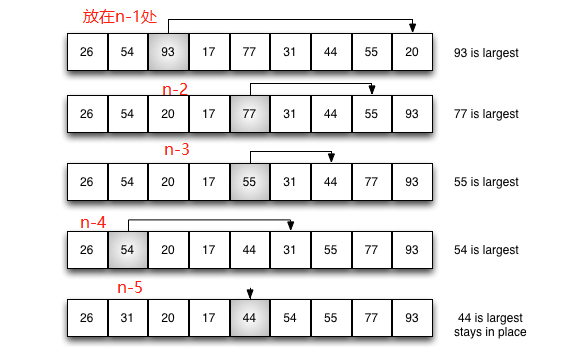 放在n-1处
26 54 93 17 77 31 44 55 20 93 is largest
n-2
26 54 20 17 77 31 44 55 93 77 is largest
n-3
26 54 20 17 55 31 44 77 93 55 is largest
n-4
26 54 20 17 44 31 55 77 93 54 is largest
n-5
26 31 20 17 44 54 55 77 93 44 is largest
stays in place